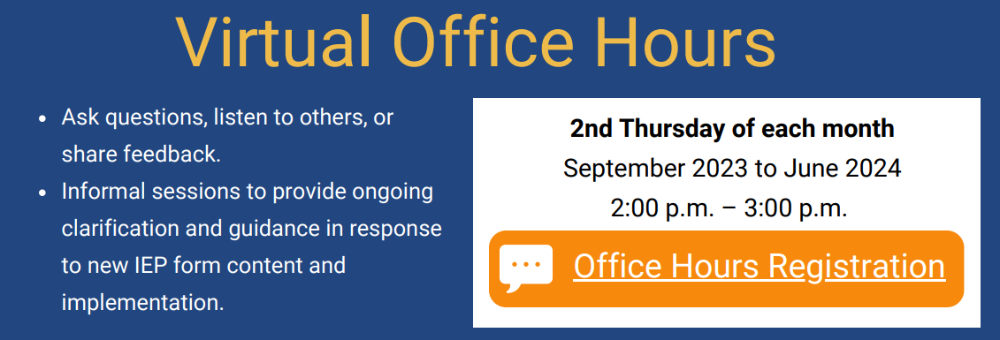 Virtual Office Hours
• Ask questions, listen to others, or
share feedback.
• Informal sessions to provide ongoing
clarification and guidance in response
to new IEP form content and
implementation.
2nd Thursday of each month
September 2023 to June 2024
2:00 p.m. – 3:00 p.m.
Office Hours Registration